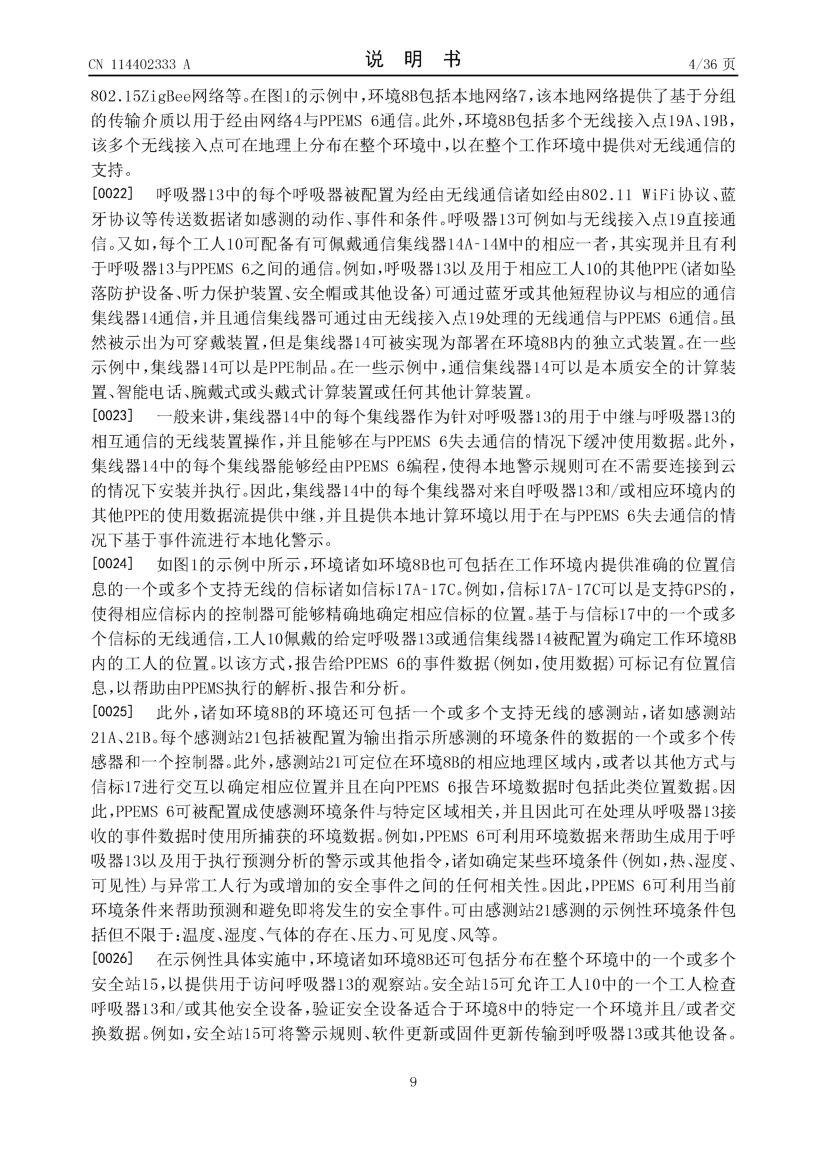 CN 114402333 A
说 明 书
4/36 页
802.15ZigBee网络等。在图1的示例中,环境8B包括本地网络7,该本地网络提供了基于分组
的传输介质以用于经由网络4与PPEMS 6通信。此外,环境8B包括多个无线接入点19A、19B,
该多个无线接入点可在地理上分布在整个环境中,以在整个工作环境中提供对无线通信的
支持。
[0022] 呼吸器13中的每个呼吸器被配置为经由无线通信诸如经由802.11 WiFi协议、蓝
牙协议等传送数据诸如感测的动作、事件和条件。呼吸器13可例如与无线接入点19直接通
信。又如,每个工人10可配备有可佩戴通信集线器14A-14M中的相应一者,其实现并且有利
于呼吸器13与PPEMS 6之间的通信。例如,呼吸器13以及用于相应工人10的其他PPE(诸如坠
落防护设备、听力保护装置、安全帽或其他设备)可通过蓝牙或其他短程协议与相应的通信
集线器14通信,并且通信集线器可通过由无线接入点19处理的无线通信与PPEMS 6通信。虽
然被示出为可穿戴装置,但是集线器14可被实现为部署在环境8B内的独立式装置。在一些
示例中,集线器14可以是PPE制品。在一些示例中,通信集线器14可以是本质安全的计算装
置、智能电话、腕戴式或头戴式计算装置或任何其他计算装置。
[0023] 一般来讲,集线器14中的每个集线器作为针对呼吸器13的用于中继与呼吸器13的
相互通信的无线装置操作,并且能够在与PPEMS 6失去通信的情况下缓冲使用数据。此外,
集线器14中的每个集线器能够经由PPEMS 6编程,使得本地警示规则可在不需要连接到云
的情况下安装并执行。因此,集线器14中的每个集线器对来自呼吸器13和/或相应环境内的
其他PPE的使用数据流提供中继,并且提供本地计算环境以用于在与PPEMS 6失去通信的情
况下基于事件流进行本地化警示。
[0024] 如图1的示例中所示,环境诸如环境8B也可包括在工作环境内提供准确的位置信
息的一个或多个支持无线的信标诸如信标17A-17C。例如,信标17A-17C可以是支持GPS的,
使得相应信标内的控制器可能够精确地确定相应信标的位置。基于与信标17中的一个或多
个信标的无线通信,工人10佩戴的给定呼吸器13或通信集线器14被配置为确定工作环境8B
内的工人的位置。以该方式,报告给PPEMS 6的事件数据(例如,使用数据)可标记有位置信
息,以帮助由PPEMS执行的解析、报告和分析。
[0025] 此外,诸如环境8B的环境还可包括一个或多个支持无线的感测站,诸如感测站
21A、21B。每个感测站21包括被配置为输出指示所感测的环境条件的数据的一个或多个传
感器和一个控制器。此外,感测站21可定位在环境8B的相应地理区域内,或者以其他方式与
信标17进行交互以确定相应位置并且在向PPEMS 6报告环境数据时包括此类位置数据。因
此,PPEMS 6可被配置成使感测环境条件与特定区域相关,并且因此可在处理从呼吸器13接
收的事件数据时使用所捕获的环境数据。例如,PPEMS 6可利用环境数据来帮助生成用于呼
吸器13以及用于执行预测分析的警示或其他指令,诸如确定某些环境条件(例如,热、湿度、
可见性)与异常工人行为或增加的安全事件之间的任何相关性。因此,PPEMS 6可利用当前
环境条件来帮助预测和避免即将发生的安全事件。可由感测站21感测的示例性环境条件包
括但不限于:温度、湿度、气体的存在、压力、可见度、风等。
[0026] 在示例性具体实施中,环境诸如环境8B还可包括分布在整个环境中的一个或多个
安全站15,以提供用于访问呼吸器13的观察站。安全站15可允许工人10中的一个工人检查
呼吸器13和/或其他安全设备,验证安全设备适合于环境8中的特定一个环境并且/或者交
换数据。例如,安全站15可将警示规则、软件更新或固件更新传输到呼吸器13或其他设备。
9